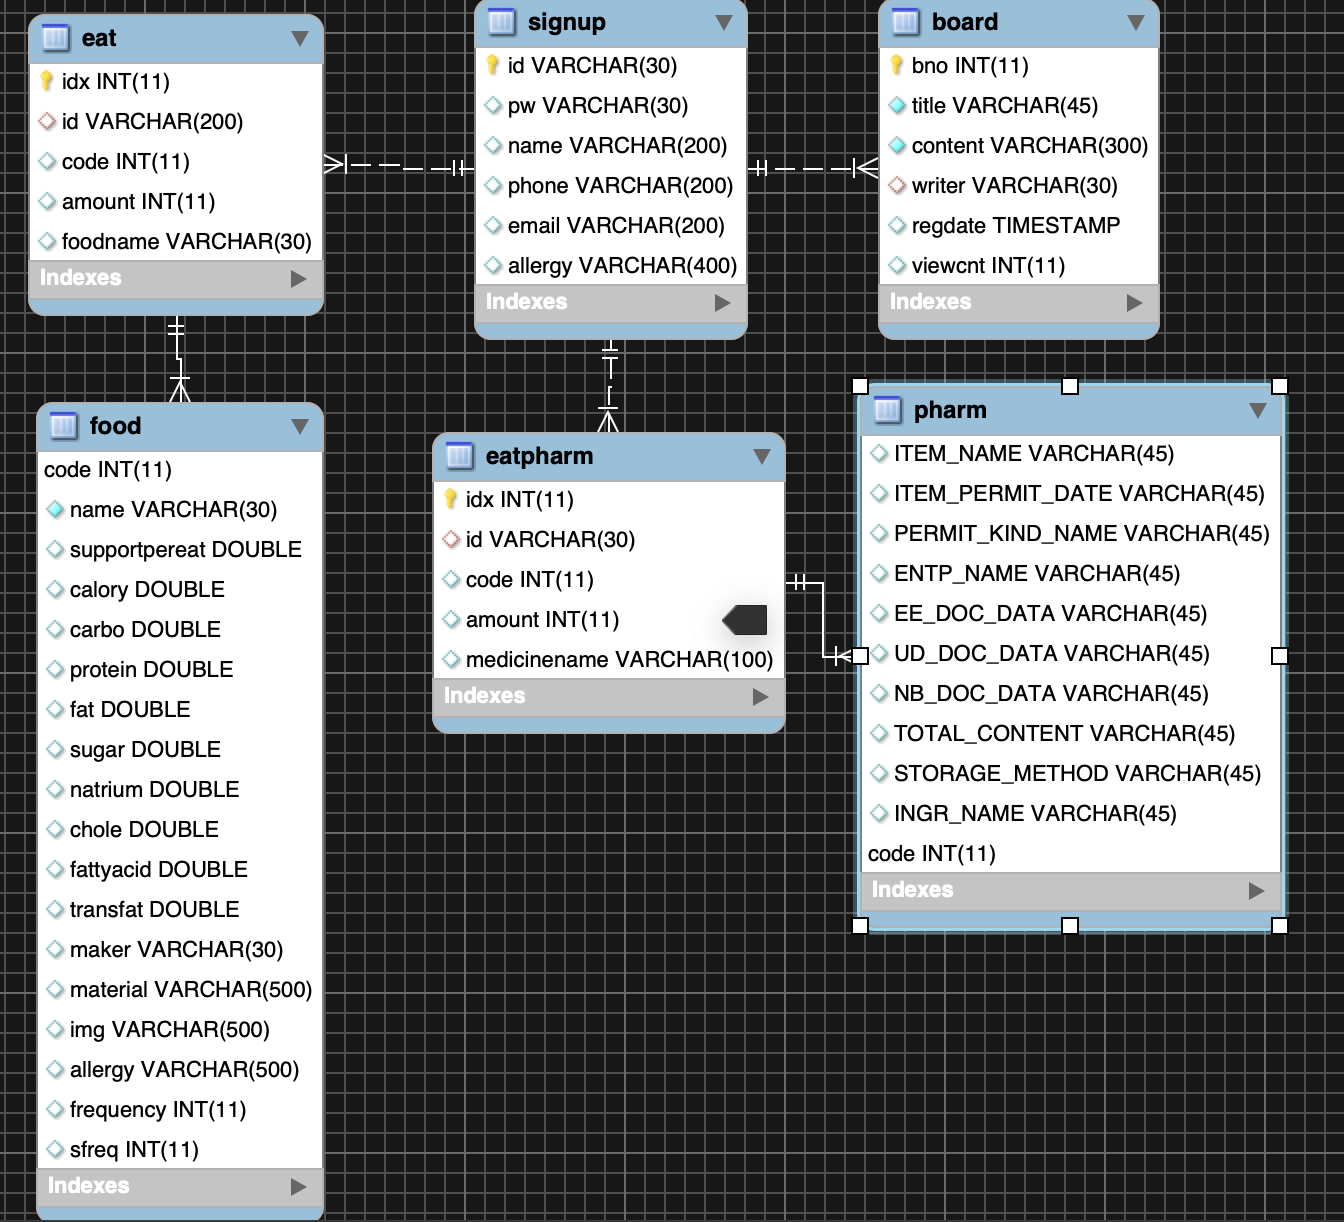 eat
idx INT(11)
id VARCHAR(200)
code INT(11)
amount INT(11)
foodname VARCHAR(30)
Indexes
signup
id VARCHAR(30)
pw VARCHAR(30)
name VARCHAR(200)
phone VARCHAR(200)
email VARCHAR(200)
allergy VARCHAR(400)
Indexes
board
bno INT(11)
title VARCHAR(45)
content VARCHAR(300)
writer VARCHAR(30)
regdate TIMESTAMP
viewcnt INT(11)
Indexes
food
code INT(11)
name VARCHAR(30)
supportpereat DOUBLE
calory DOUBLE
carbo DOUBLE
protein DOUBLE
fat DOUBLE
sugar DOUBLE
natrium DOUBLE
chole DOUBLE
fattyacid DOUBLE
transfat DOUBLE
maker VARCHAR(30)
material VARCHAR(500)
img VARCHAR(500)
allergy VARCHAR(500)
frequency INT(11)
sfreq INT(11)
Indexes
eatpharm
idx INT(11)
id VARCHAR(30)
code INT(11)
amount INT(11)
medicinename VARCHAR(100)
Indexes
pharm
ITEM_NAME VARCHAR(45)
ITEM_PERMIT_DATE VARCHAR(45)
PERMIT_KIND_NAME VARCHAR(45)
ENTP_NAME VARCHAR(45)
EE_DOC_DATA VARCHAR(45)
UD_DOC_DATA VARCHAR(45)
NB_DOC_DATA VARCHAR(45)
TOTAL_CONTENT VARCHAR(45)
STORAGE_METHOD VARCHAR(45)
INGR_NAME VARCHAR(45)
code INT(11)
Indexes